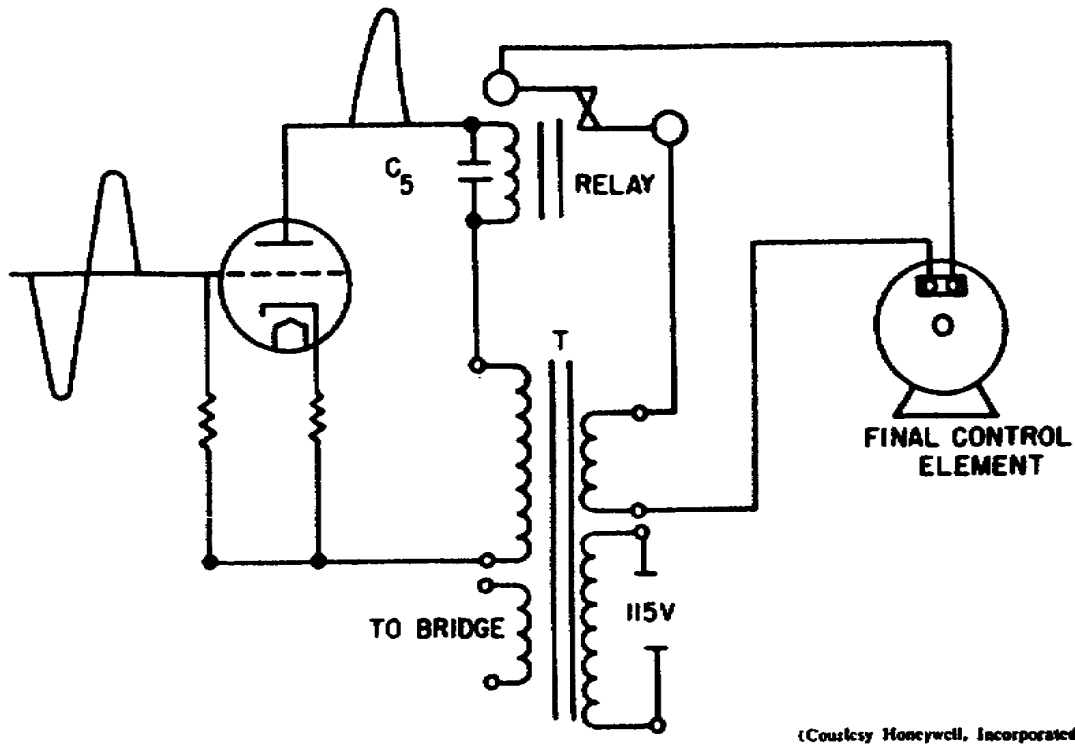 C5
RELAY
T
FINAL CONTROL
ELEMENT
TO BRIDGE
115V
(Courtesy Honeywell, Incorporated